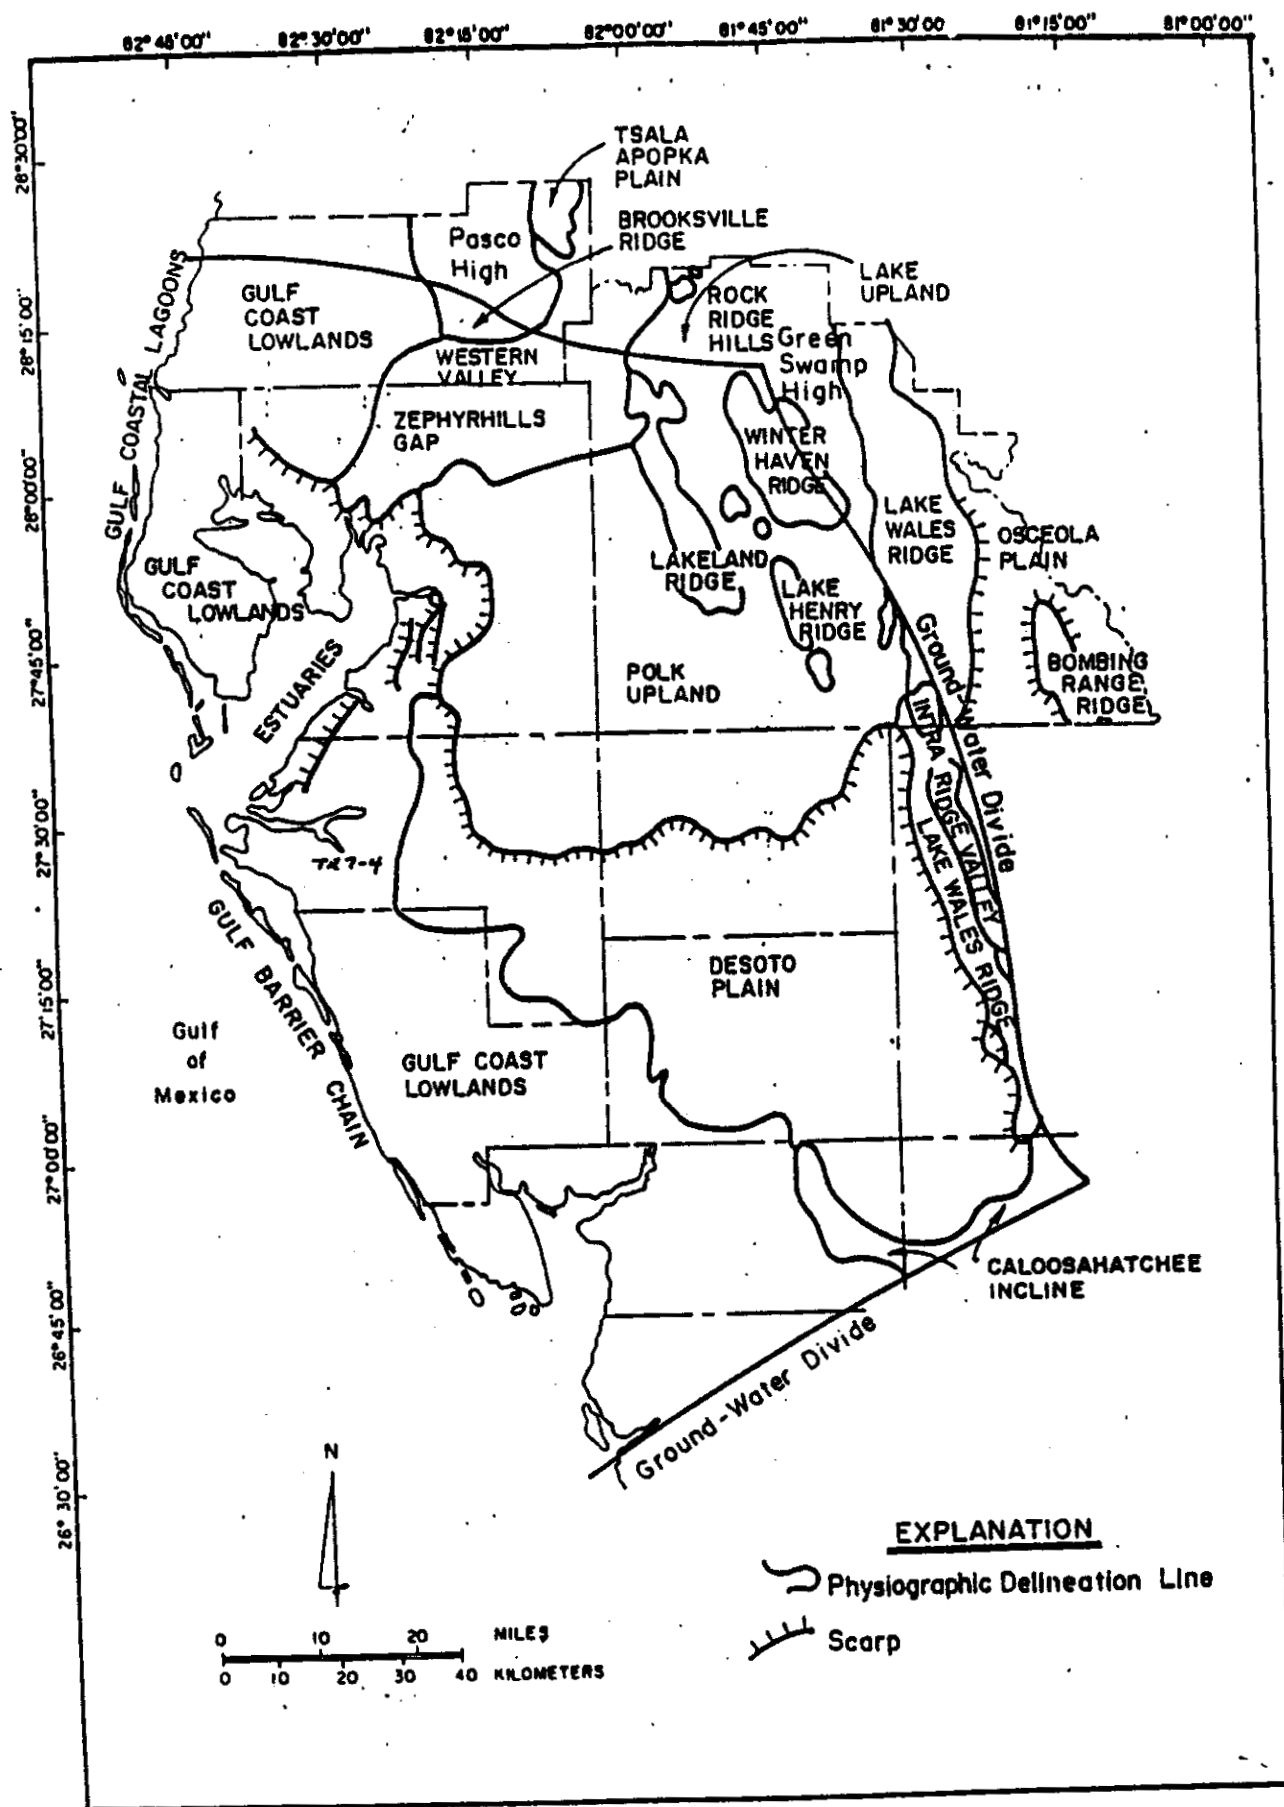 82°45'00"
82°30'00"
82°15'00"
82°00'00"
81°45'00"
81°30'00
81°15'00"
81°00'00"
28°30'00"
28°15'00"
28°00'00"
27°45'00"
27°30'00"
27°15'00"
27°00'00"
26°45'00"
26°30'00"
TSALA
APOPKA
PLAIN
BROOKSVILLE
RIDGE
Pasco
High
LAKE
UPLAND
GULF COASTAL LAGOONS
GULF
COAST
LOWLANDS
ROCK
RIDGE
HILLS
Green
Swamp
High
WESTERN
VALLEY
ZEPHYRHILLS
GAP
WINTER
HAVEN
RIDGE
LAKE
WALES
RIDGE
OSCEOLA
PLAIN
GULF
COAST
LOWLANDS
LAKELAND
RIDGE
LAKE
HENRY
RIDGE
ESTUARIES
POLK
UPLAND
BOMBING
RANGE
RIDGE
Ground-Water Divide
INTRA RIDGE VALLEY
LAKE WALES RIDGE
TR7-4
GULF BARRIER CHAIN
DESOTO
PLAIN
Gulf
of
Mexico
GULF COAST
LOWLANDS
CALOOSAHATCHEE
INCLINE
Ground-Water Divide
N
EXPLANATION
Physiographic Delineation Line
Scarp
0 10 20 MILES
0 10 20 30 40 KILOMETERS